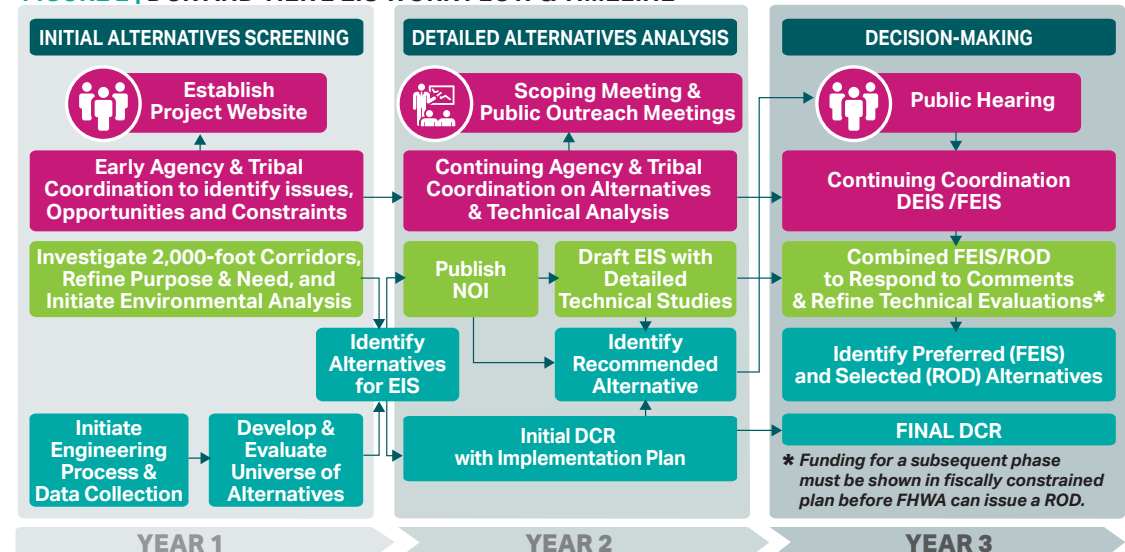 FIGURE | AND EIS WORKFLOW & TIMELINE
INITIAL ALTERNATIVES SCREENING
Establish
Project Website
Early Agency & Tribal
Coordination to identify issues,
Opportunities and Constraints
Investigate 2,000-foot Corridors,
Refine Purpose & Need, and
Initiate Environmental Analysis
Identify
Alternatives
for EIS
Initiate
Engineering
Process &
Data Collection
Develop &
Evaluate
Universe of
Alternatives
DETAILED ALTERNATIVES ANALYSIS
Scoping Meeting &
Public Outreach Meetings
Continuing Agency & Tribal
Coordination on Alternatives
& Technical Analysis
Publish
NOI
Draft EIS with
Detailed
Technical Studies
Identify
Recommended
Alternative
Initial DCR
with Implementation Plan
DECISION-MAKING
Public Hearing
Continuing Coordination
DEIS /FEIS
Combined FEIS/ROD
to Respond to Comments
& Refine Technical Evaluations*
Identify Preferred (FEIS)
and Selected (ROD) Alternatives
FINAL DCR
* Funding for a subsequent phase
must be shown in fiscally constrained
plan before FHWA can issue a ROD.
YEAR 1
YEAR 2
YEAR 3